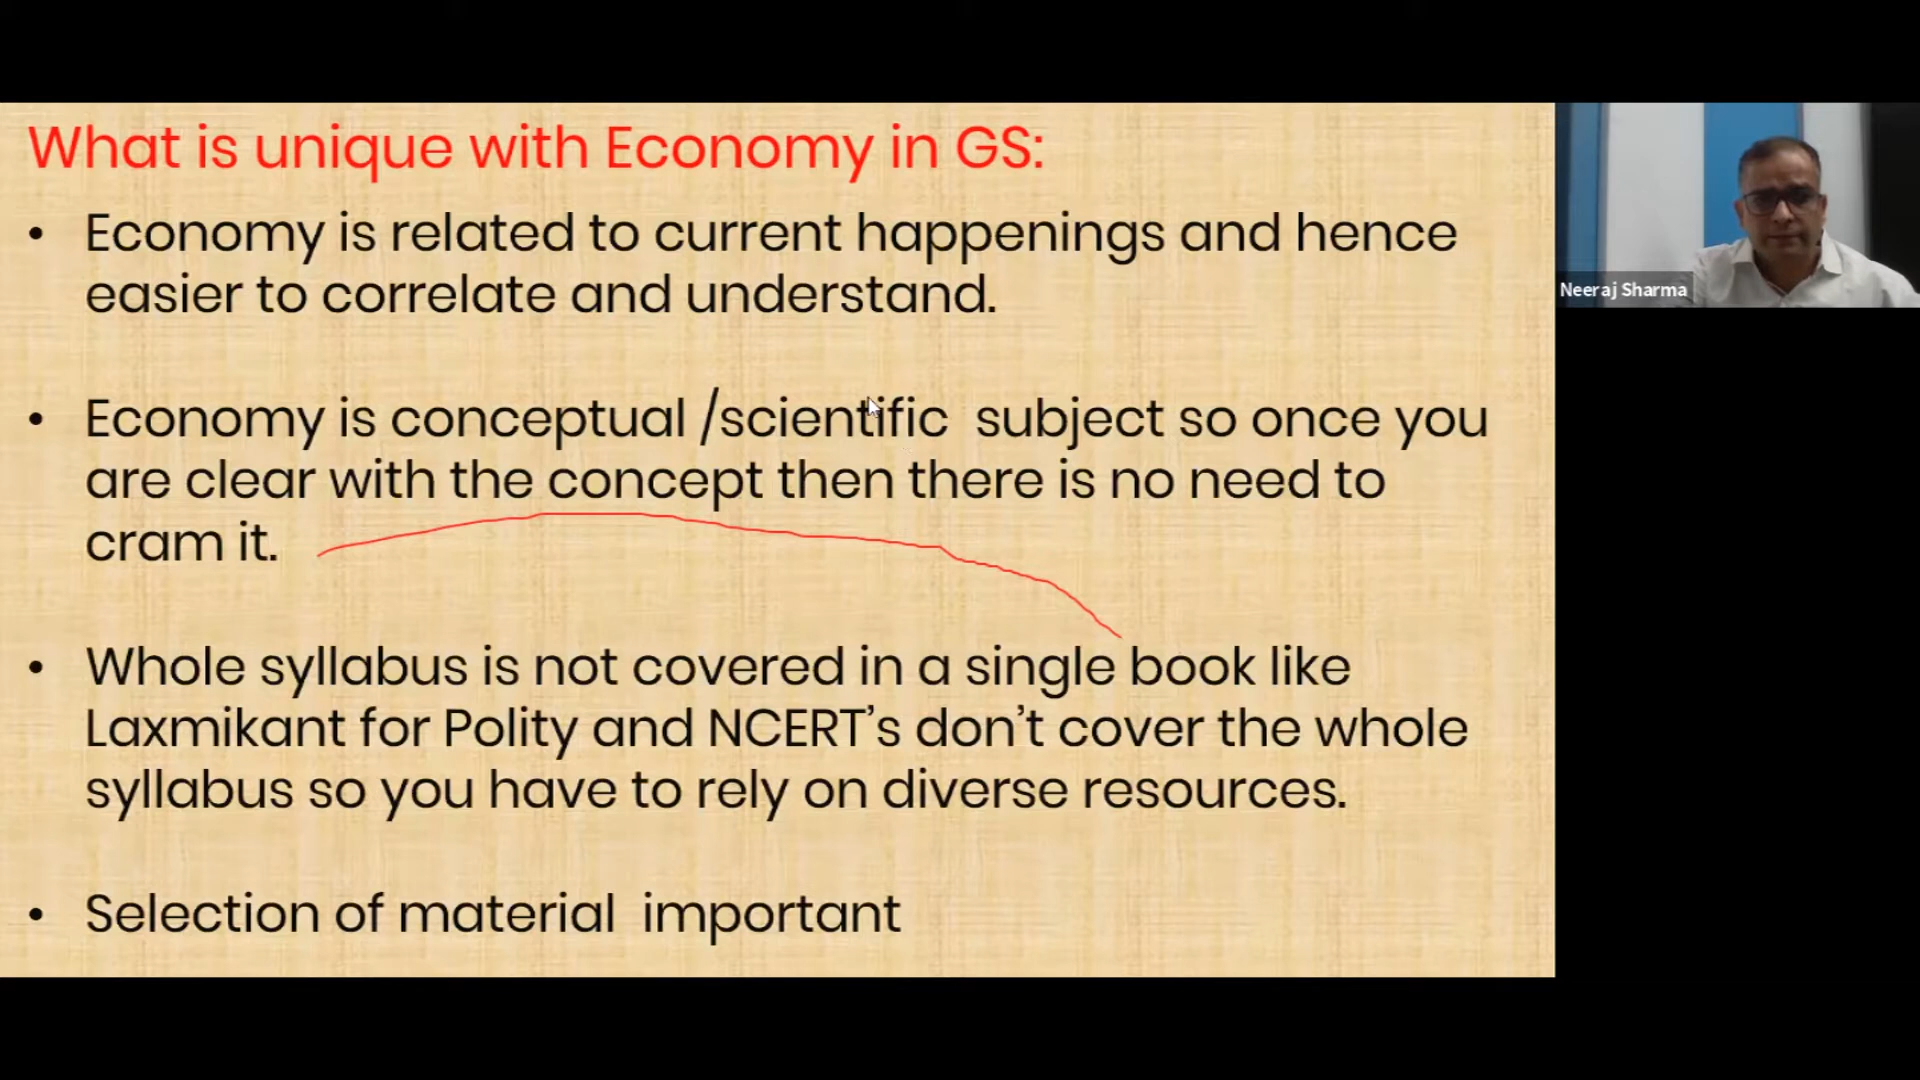 What is unique with Economy in GS:
• Economy is related to current happenings and hence
easier to correlate and understand.
• Economy is conceptual /scientific  subject so once you
are clear with the concept then there is no need to
cram it.
• Whole syllabus is not covered in a single book like
Laxmikant for Polity and NCERT’s don’t cover the whole
syllabus so you have to rely on diverse resources.
• Selection of material  important
Neeraj Sharma